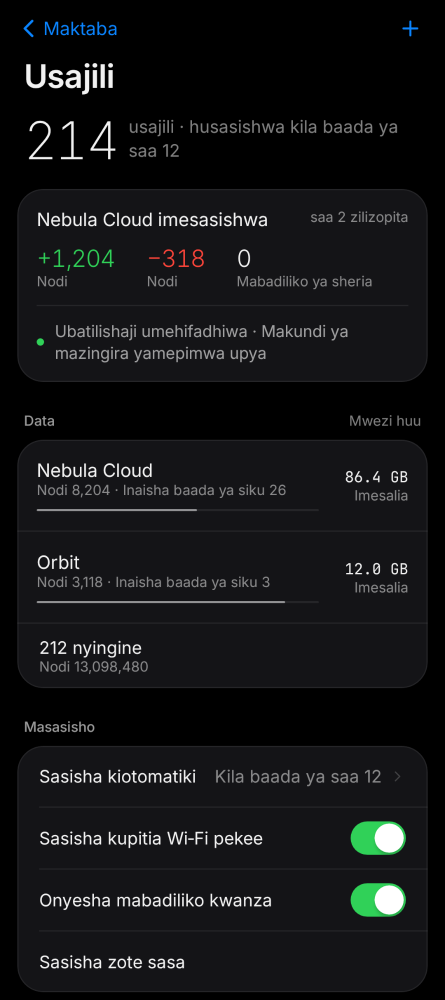 Maktaba
+
Usajili
214
usajili · husasishwa kila baada ya
saa 12
Nebula Cloud imesasishwa
saa 2 zilizopita
+1,204
−318
0
Nodi
Nodi
Mabadiliko ya sheria
Ubatilishaji umehifadhiwa · Makundi ya
mazingira yamepimwa upya
Data
Mwezi huu
Nebula Cloud
86.4 GB
Nodi 8,204 · Inaisha baada ya siku 26
Imesalia
Orbit
12.0 GB
Nodi 3,118 · Inaisha baada ya siku 3
Imesalia
212 nyingine
Nodi 13,098,480
Masasisho
Sasisha kiotomatiki
Kila baada ya saa 12
Sasisha kupitia Wi-Fi pekee
Onyesha mabadiliko kwanza
Sasisha zote sasa